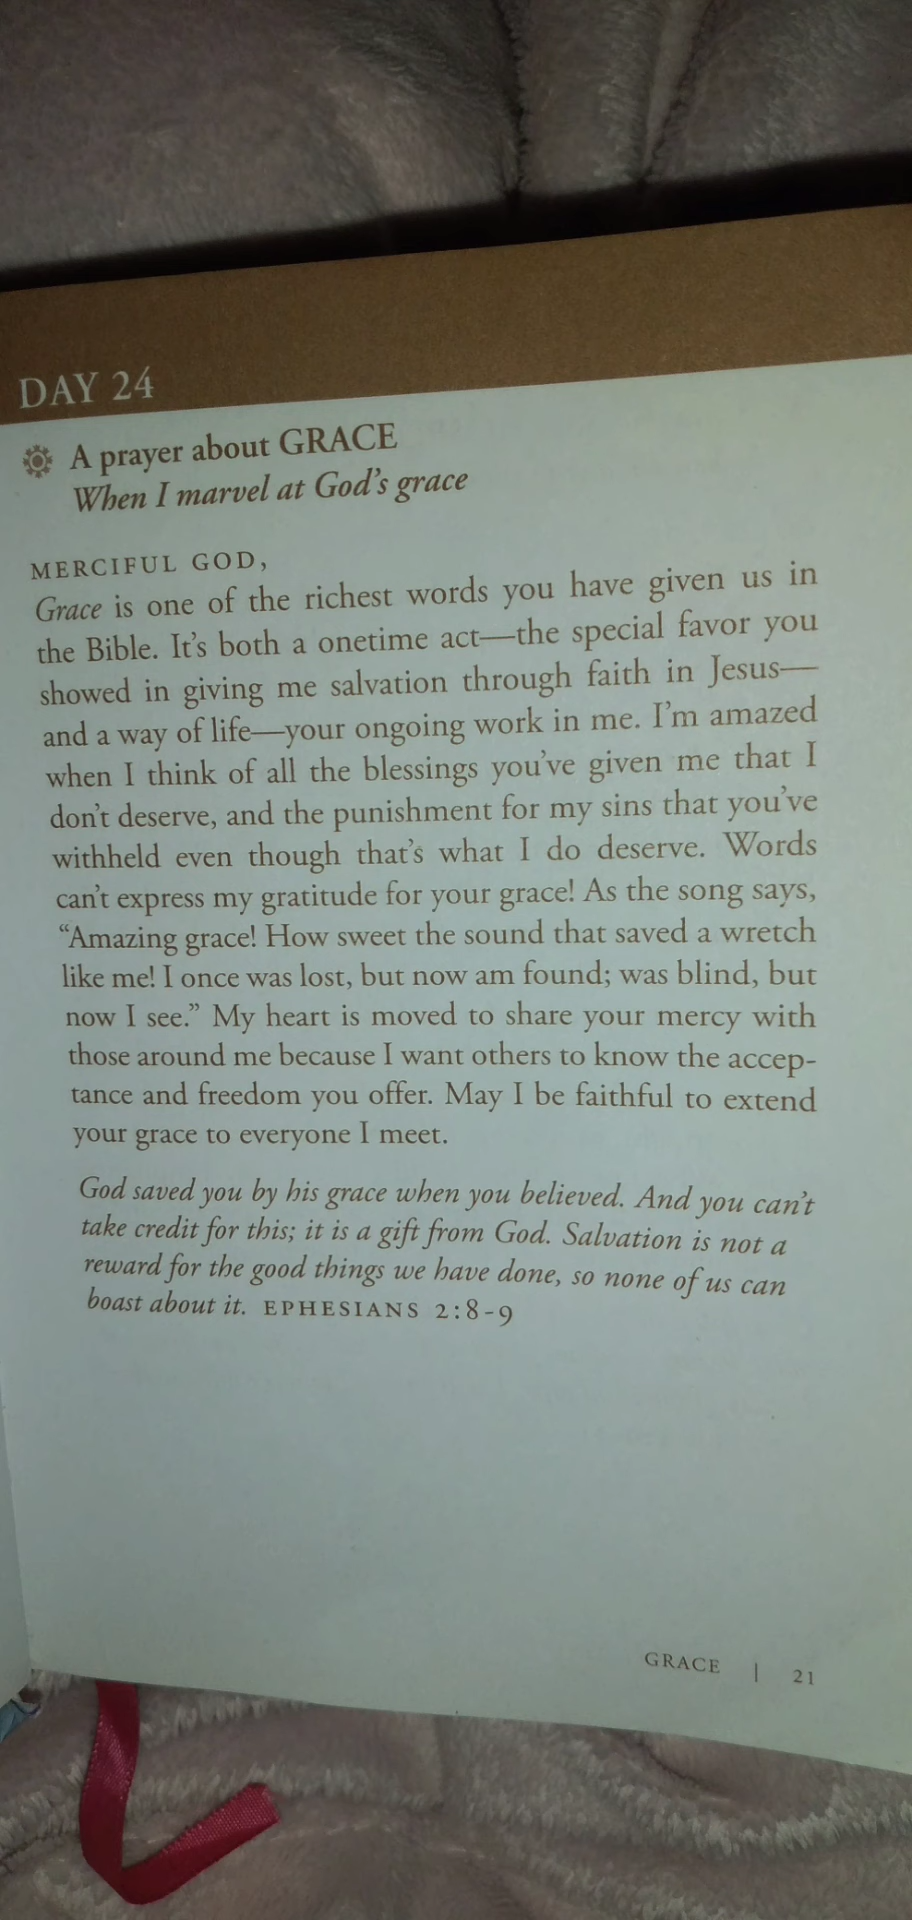 DAY 24
A prayer about GRACE
When I marvel at God's grace
MERCIFUL GOD,
Grace is one of the richest words you have given us in
the Bible. It's both a onetime act—the special favor you
showed in giving me salvation through faith in Jesus—
and a way of life—your ongoing work in me. I'm amazed
when I think of all the blessings you've given me that I
don't deserve, and the punishment for my sins that you've
withheld even though that's what I do deserve. Words
can't express my gratitude for your grace! As the song says,
“Amazing grace! How sweet the sound that saved a wretch
like me! I once was lost, but now am found; was blind, but
now I see.” My heart is moved to share your mercy with
those around me because I want others to know the accep-
tance and freedom you offer. May I be faithful to extend
your grace to everyone I meet.
God saved you by his grace when you believed. And you can't
take credit for this; it is a gift from God. Salvation is not a
reward for the good things we have done, so none of us can
boast about it. EPHESIANS 2:8-9
GRACE | 21